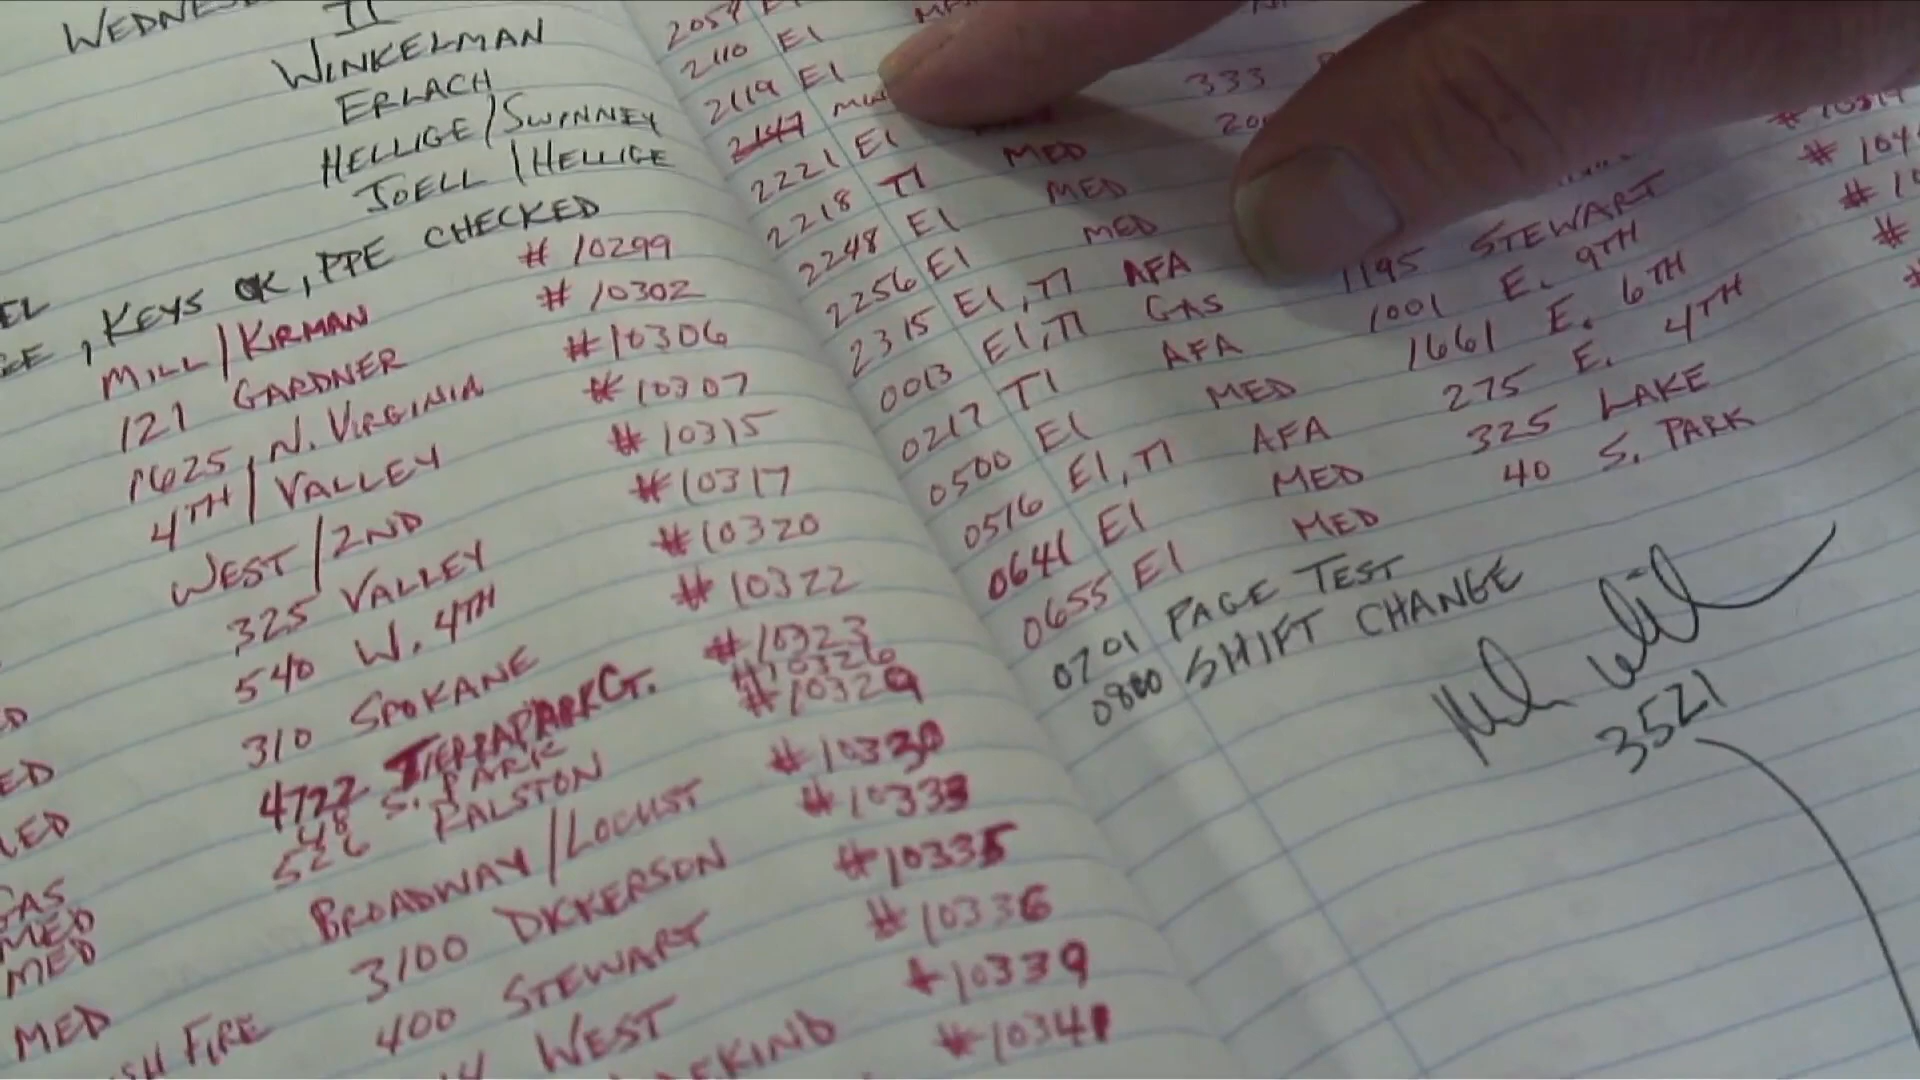 WEDNES
T1
WINKELMAN
ERLACH
HELLIGE/SWINNEY
JOELL/HELLIGE
EL
, KEYS OK, PPE CHECKED
MILL/KIRMAN #10299
121 GARDNER #10302
1625 N. VIRGINIA #10306
4TH/VALLEY #10307
WEST/2ND #10315
325 VALLEY #10317
540 W. 4TH #10320
310 SPOKANE #10322
4722 TIERRA PARK CT. #10323
GAS 48 S. PARK #10326
MED 526 RALSTON #10329
MED BROADWAY/LOCUST #10330
3100 DICKERSON #10333
MED 400 STEWART #10335
FIRE WEST #10336
#10339
#10341
2110 E1
2119 E1
2147
2221 E1 MED
2218 T1 MED
2248 E1 MED
2256 E1
2315 E1, T1 AFA 1195 STEWART
0013 E1, T1 GAS 1001 E. 9TH
0217 T1 AFA 1661 E. 6TH
0500 E1 MED 275 E. 4TH
0516 E1, T1 AFA 325 LAKE
0641 E1 MED 40 S. PARK
0655 E1 MED
0701 PAGE TEST
0800 SHIFT CHANGE
3521